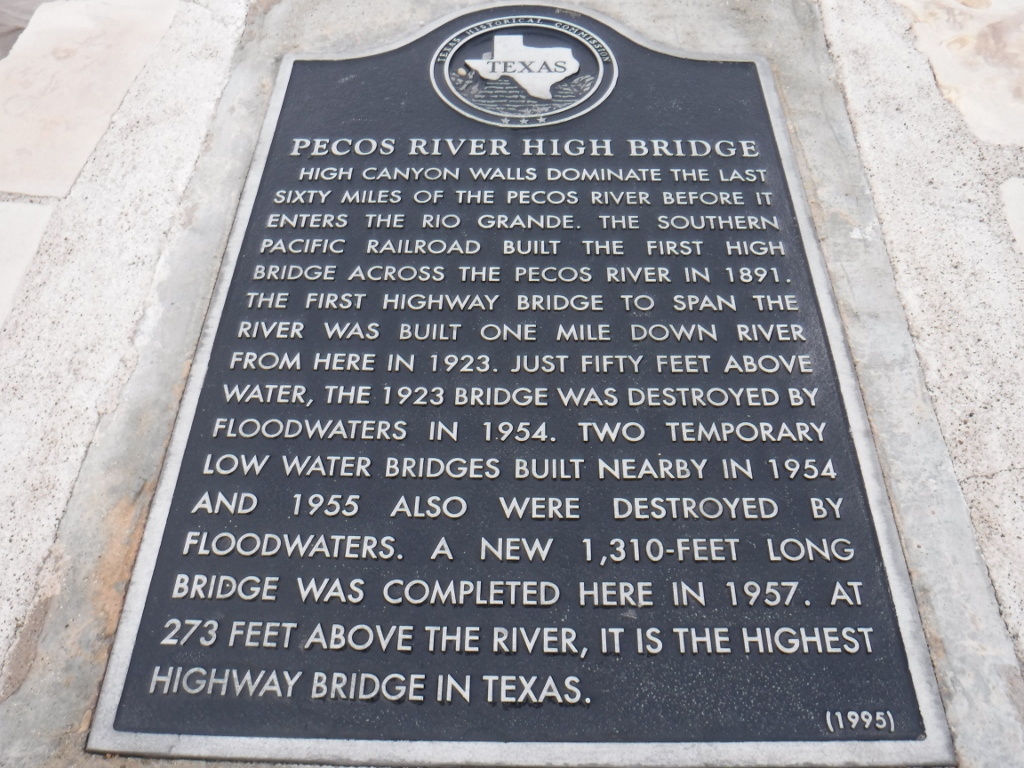 TEXAS HISTORICAL COMMISSION
TEXAS
PECOS RIVER HIGH BRIDGE
HIGH CANYON WALLS DOMINATE THE LAST
SIXTY MILES OF THE PECOS RIVER BEFORE IT
ENTERS THE RIO GRANDE. THE SOUTHERN
PACIFIC RAILROAD BUILT THE FIRST HIGH
BRIDGE ACROSS THE PECOS RIVER IN 1891.
THE FIRST HIGHWAY BRIDGE TO SPAN THE
RIVER WAS BUILT ONE MILE DOWN RIVER
FROM HERE IN 1923. JUST FIFTY FEET ABOVE
WATER, THE 1923 BRIDGE WAS DESTROYED BY
FLOODWATERS IN 1954. TWO TEMPORARY
LOW WATER BRIDGES BUILT NEARBY IN 1954
AND 1955 ALSO WERE DESTROYED BY
FLOODWATERS. A NEW 1,310-FEET LONG
BRIDGE WAS COMPLETED HERE IN 1957. AT
273 FEET ABOVE THE RIVER, IT IS THE HIGHEST
HIGHWAY BRIDGE IN TEXAS.
(1995)